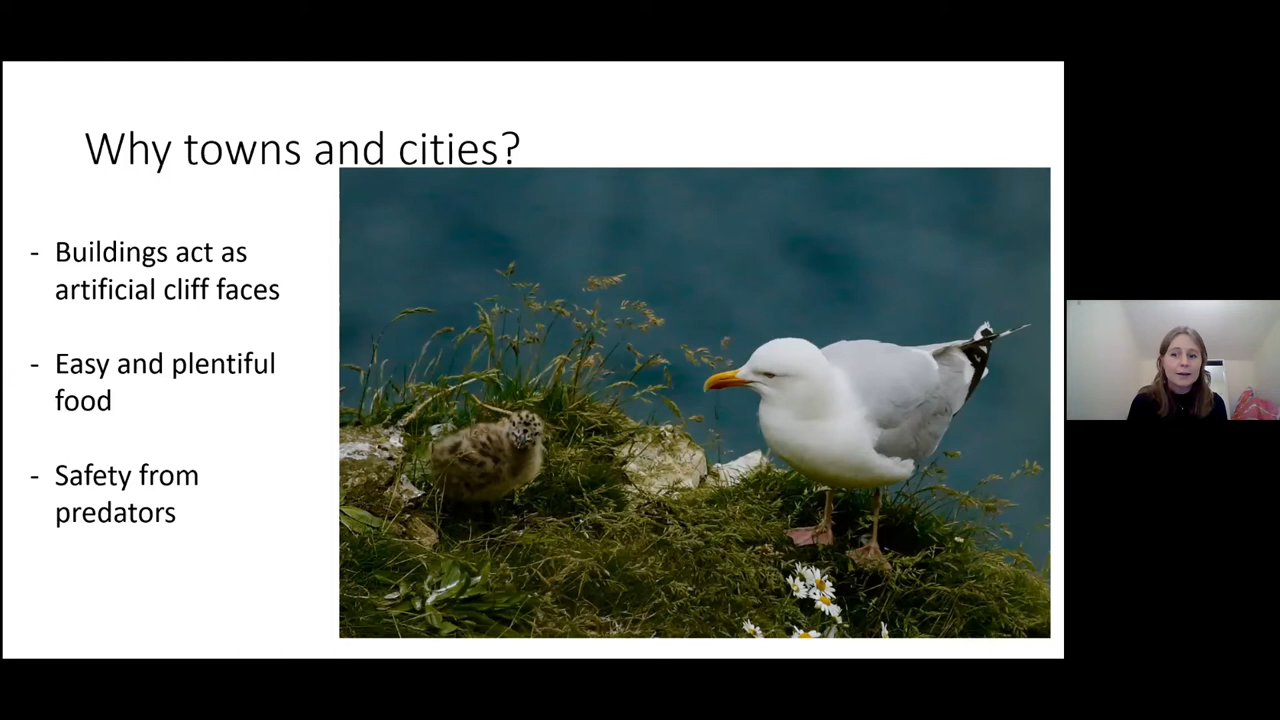 Why towns and cities?
- Buildings act as
artificial cliff faces
- Easy and plentiful
food
- Safety from
predators